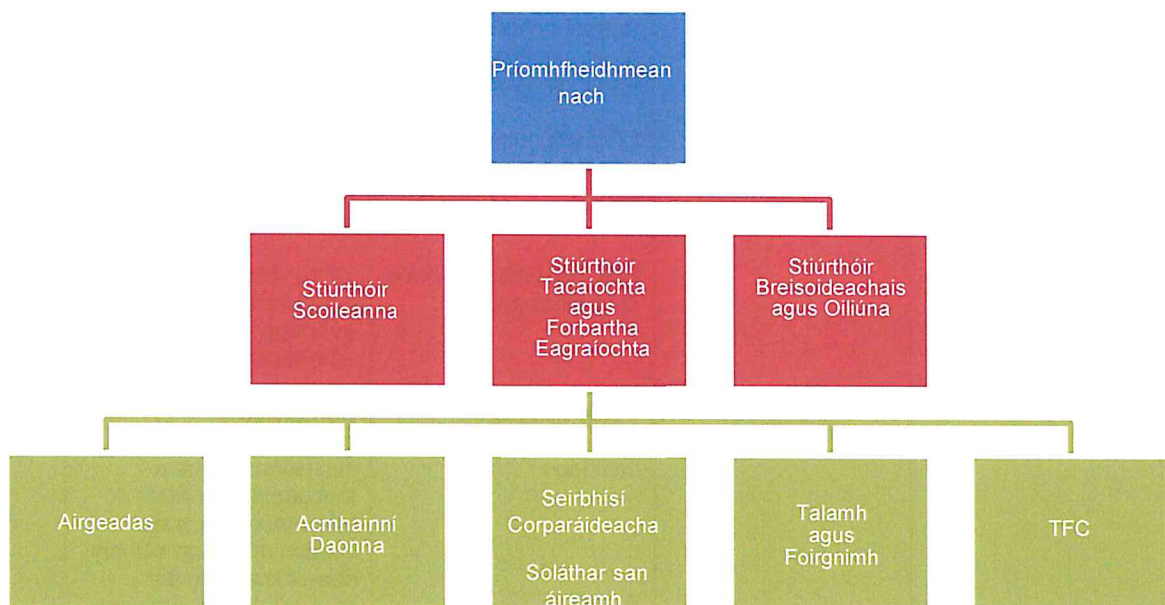 Príomhfheidhmean
nach
Stiúrthóir
Scoileanna
Stiúrthóir
Tacaíochta
agus
Forbartha
Eagraíochta
Stiúrthóir
Breisoideachais
agus Oiliúna
Airgeadas
Acmhainní
Daonna
Seirbhísí
Corparáideacha
Soláthar san
áireamh
Talamh
agus
Foirgnimh
TFC